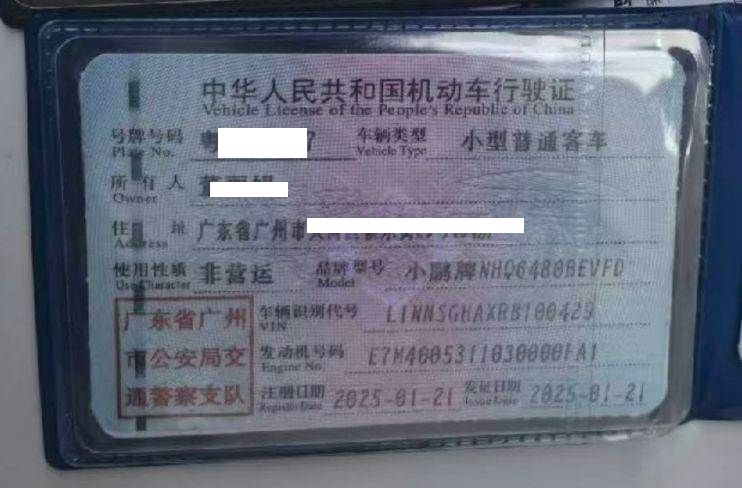 中华人民共和国机动车行驶证
Vehicle License of the People's Republic of China
号牌号码 车辆类型 小型普通客车
Plate No. Vehicle Type
所有人
Owner
住址 广东省广州市
Address
使用性质 非营运 品牌型号 小鹏牌NHQ6480BEVFD
Use Character Model
广东省广州 车辆识别代号 L1NNSGHAXRB100429
VIN
市公安局交 发动机号码 E7M4005311030000FA1
Engine No.
通警察支队 注册日期 2025-01-21 发证日期 2025-01-21
Register Date Issue Date